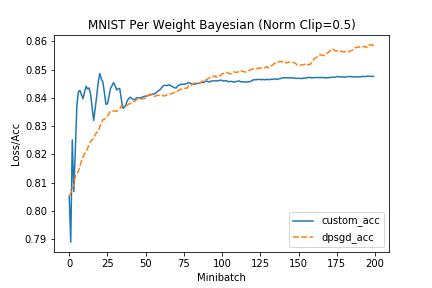 MNIST Per Weight Bayesian (Norm Clip=0.5)
Loss/Acc
0.86
0.85
0.84
0.83
0.82
0.81
0.80
0.79
custom_acc
dpsgd_acc
0 25 50 75 100 125 150 175 200
Minibatch